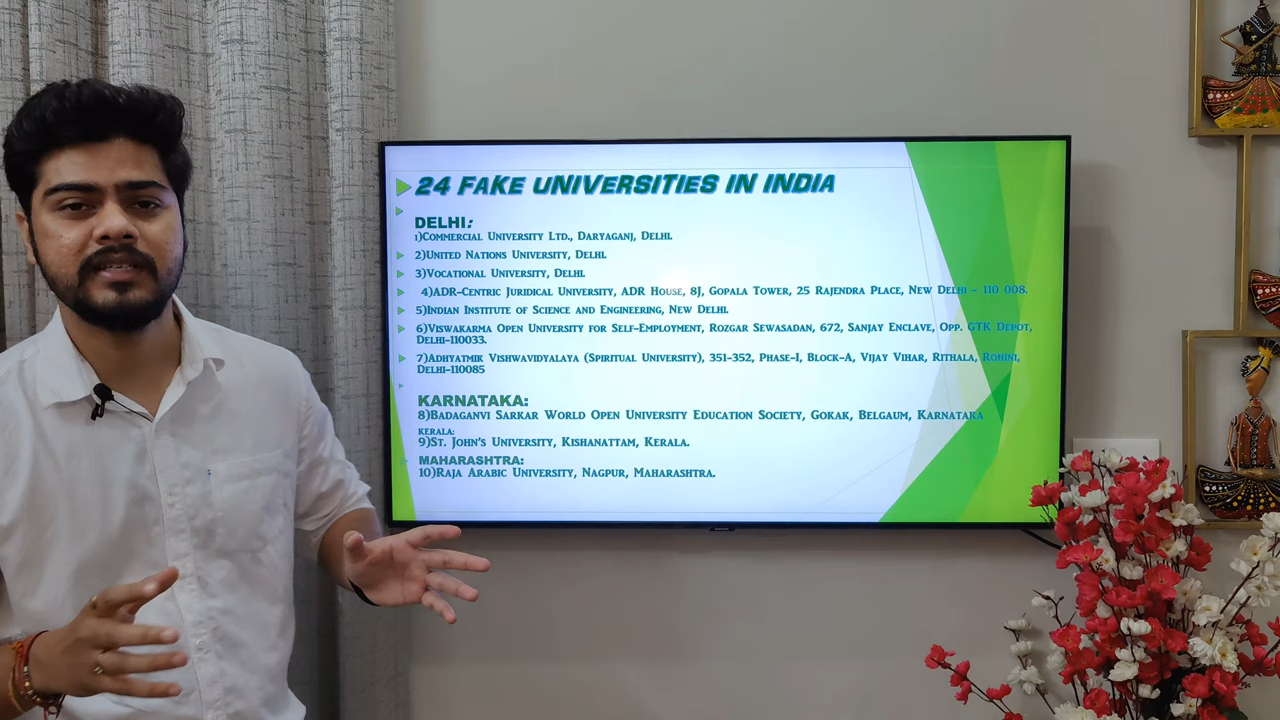 24 FAKE UNIVERSITIES IN INDIA
DELHI:
1)COMMERCIAL UNIVERSITY LTD., DARYAGANJ, DELHI.
2)UNITED NATIONS UNIVERSITY, DELHI.
3)VOCATIONAL UNIVERSITY, DELHI.
4)ADR-CENTRIC JURIDICAL UNIVERSITY, ADR HOUSE, 8J, GOPALA TOWER, 25 RAJENDRA PLACE, NEW DELHI - 110 008.
5)INDIAN INSTITUTE OF SCIENCE AND ENGINEERING, NEW DELHI.
6)VISWAKARMA OPEN UNIVERSITY FOR SELF-EMPLOYMENT, ROZGAR SEWASADAN, 672, SANJAY ENCLAVE, OPP. GTK DEPOT,
DELHI-110033.
7)ADHYATMIK VISHWAVIDYALAYA (SPIRITUAL UNIVERSITY), 351-352, PHASE-I, BLOCK-A, VIJAY VIHAR, RITHALA, ROHINI,
DELHI-110085
KARNATAKA:
8)BADAGANVI SARKAR WORLD OPEN UNIVERSITY EDUCATION SOCIETY, GOKAK, BELGAUM, KARNATAKA
KERALA:
9)ST. JOHN'S UNIVERSITY, KISHANATTAM, KERALA.
MAHARASHTRA:
10)RAJA ARABIC UNIVERSITY, NAGPUR, MAHARASHTRA.